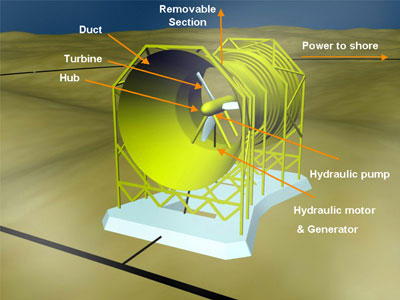 Removable
Section
Duct
Power to shore
Turbine
Hub
Hydraulic pump
Hydraulic motor
& Generator